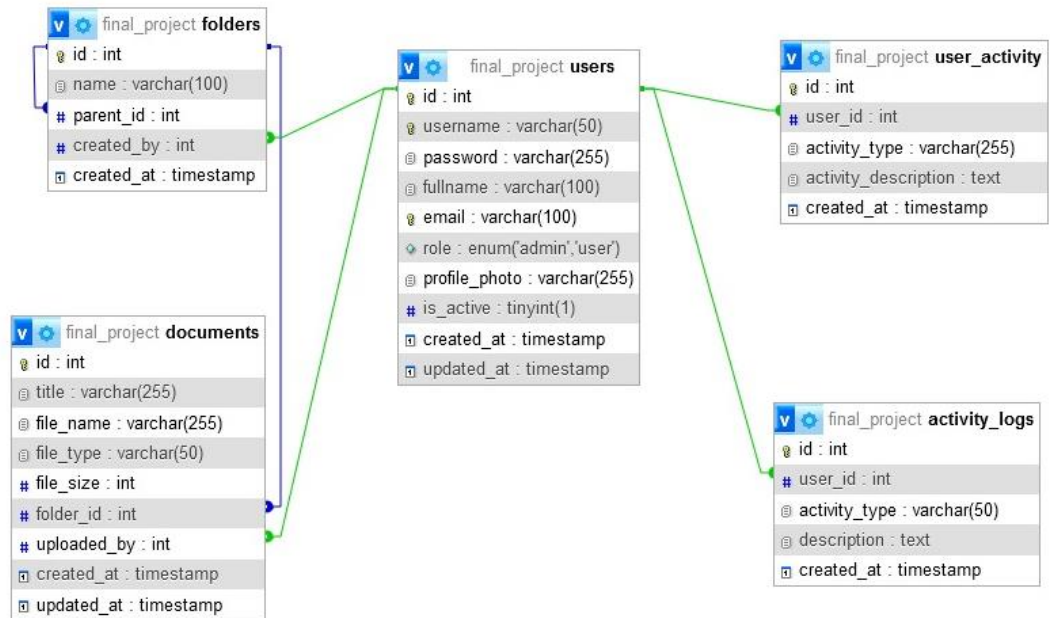 final_project folders
id : int
name : varchar(100)
# parent_id : int
# created_by : int
created_at : timestamp
final_project users
id : int
username : varchar(50)
password : varchar(255)
fullname : varchar(100)
email : varchar(100)
role : enum('admin','user')
profile_photo : varchar(255)
# is_active : tinyint(1)
created_at : timestamp
updated_at : timestamp
final_project user_activity
id : int
# user_id : int
activity_type : varchar(255)
activity_description : text
created_at : timestamp
final_project documents
id : int
title : varchar(255)
file_name : varchar(255)
file_type : varchar(50)
# file_size : int
# folder_id : int
# uploaded_by : int
created_at : timestamp
updated_at : timestamp
final_project activity_logs
id : int
# user_id : int
activity_type : varchar(50)
description : text
created_at : timestamp